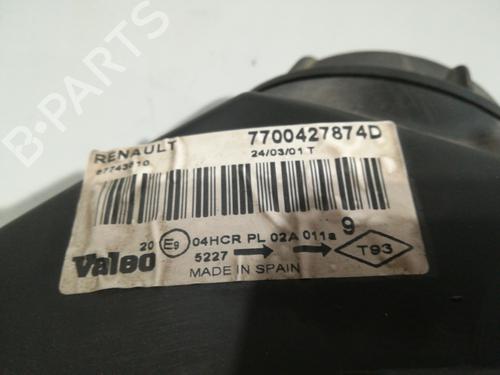 RENAULT 7700427874D
87743510 24/03/01 T
20 E9 04HCR PL 02A 011a 9
5227
Valeo MADE IN SPAIN T93
B-PARTS